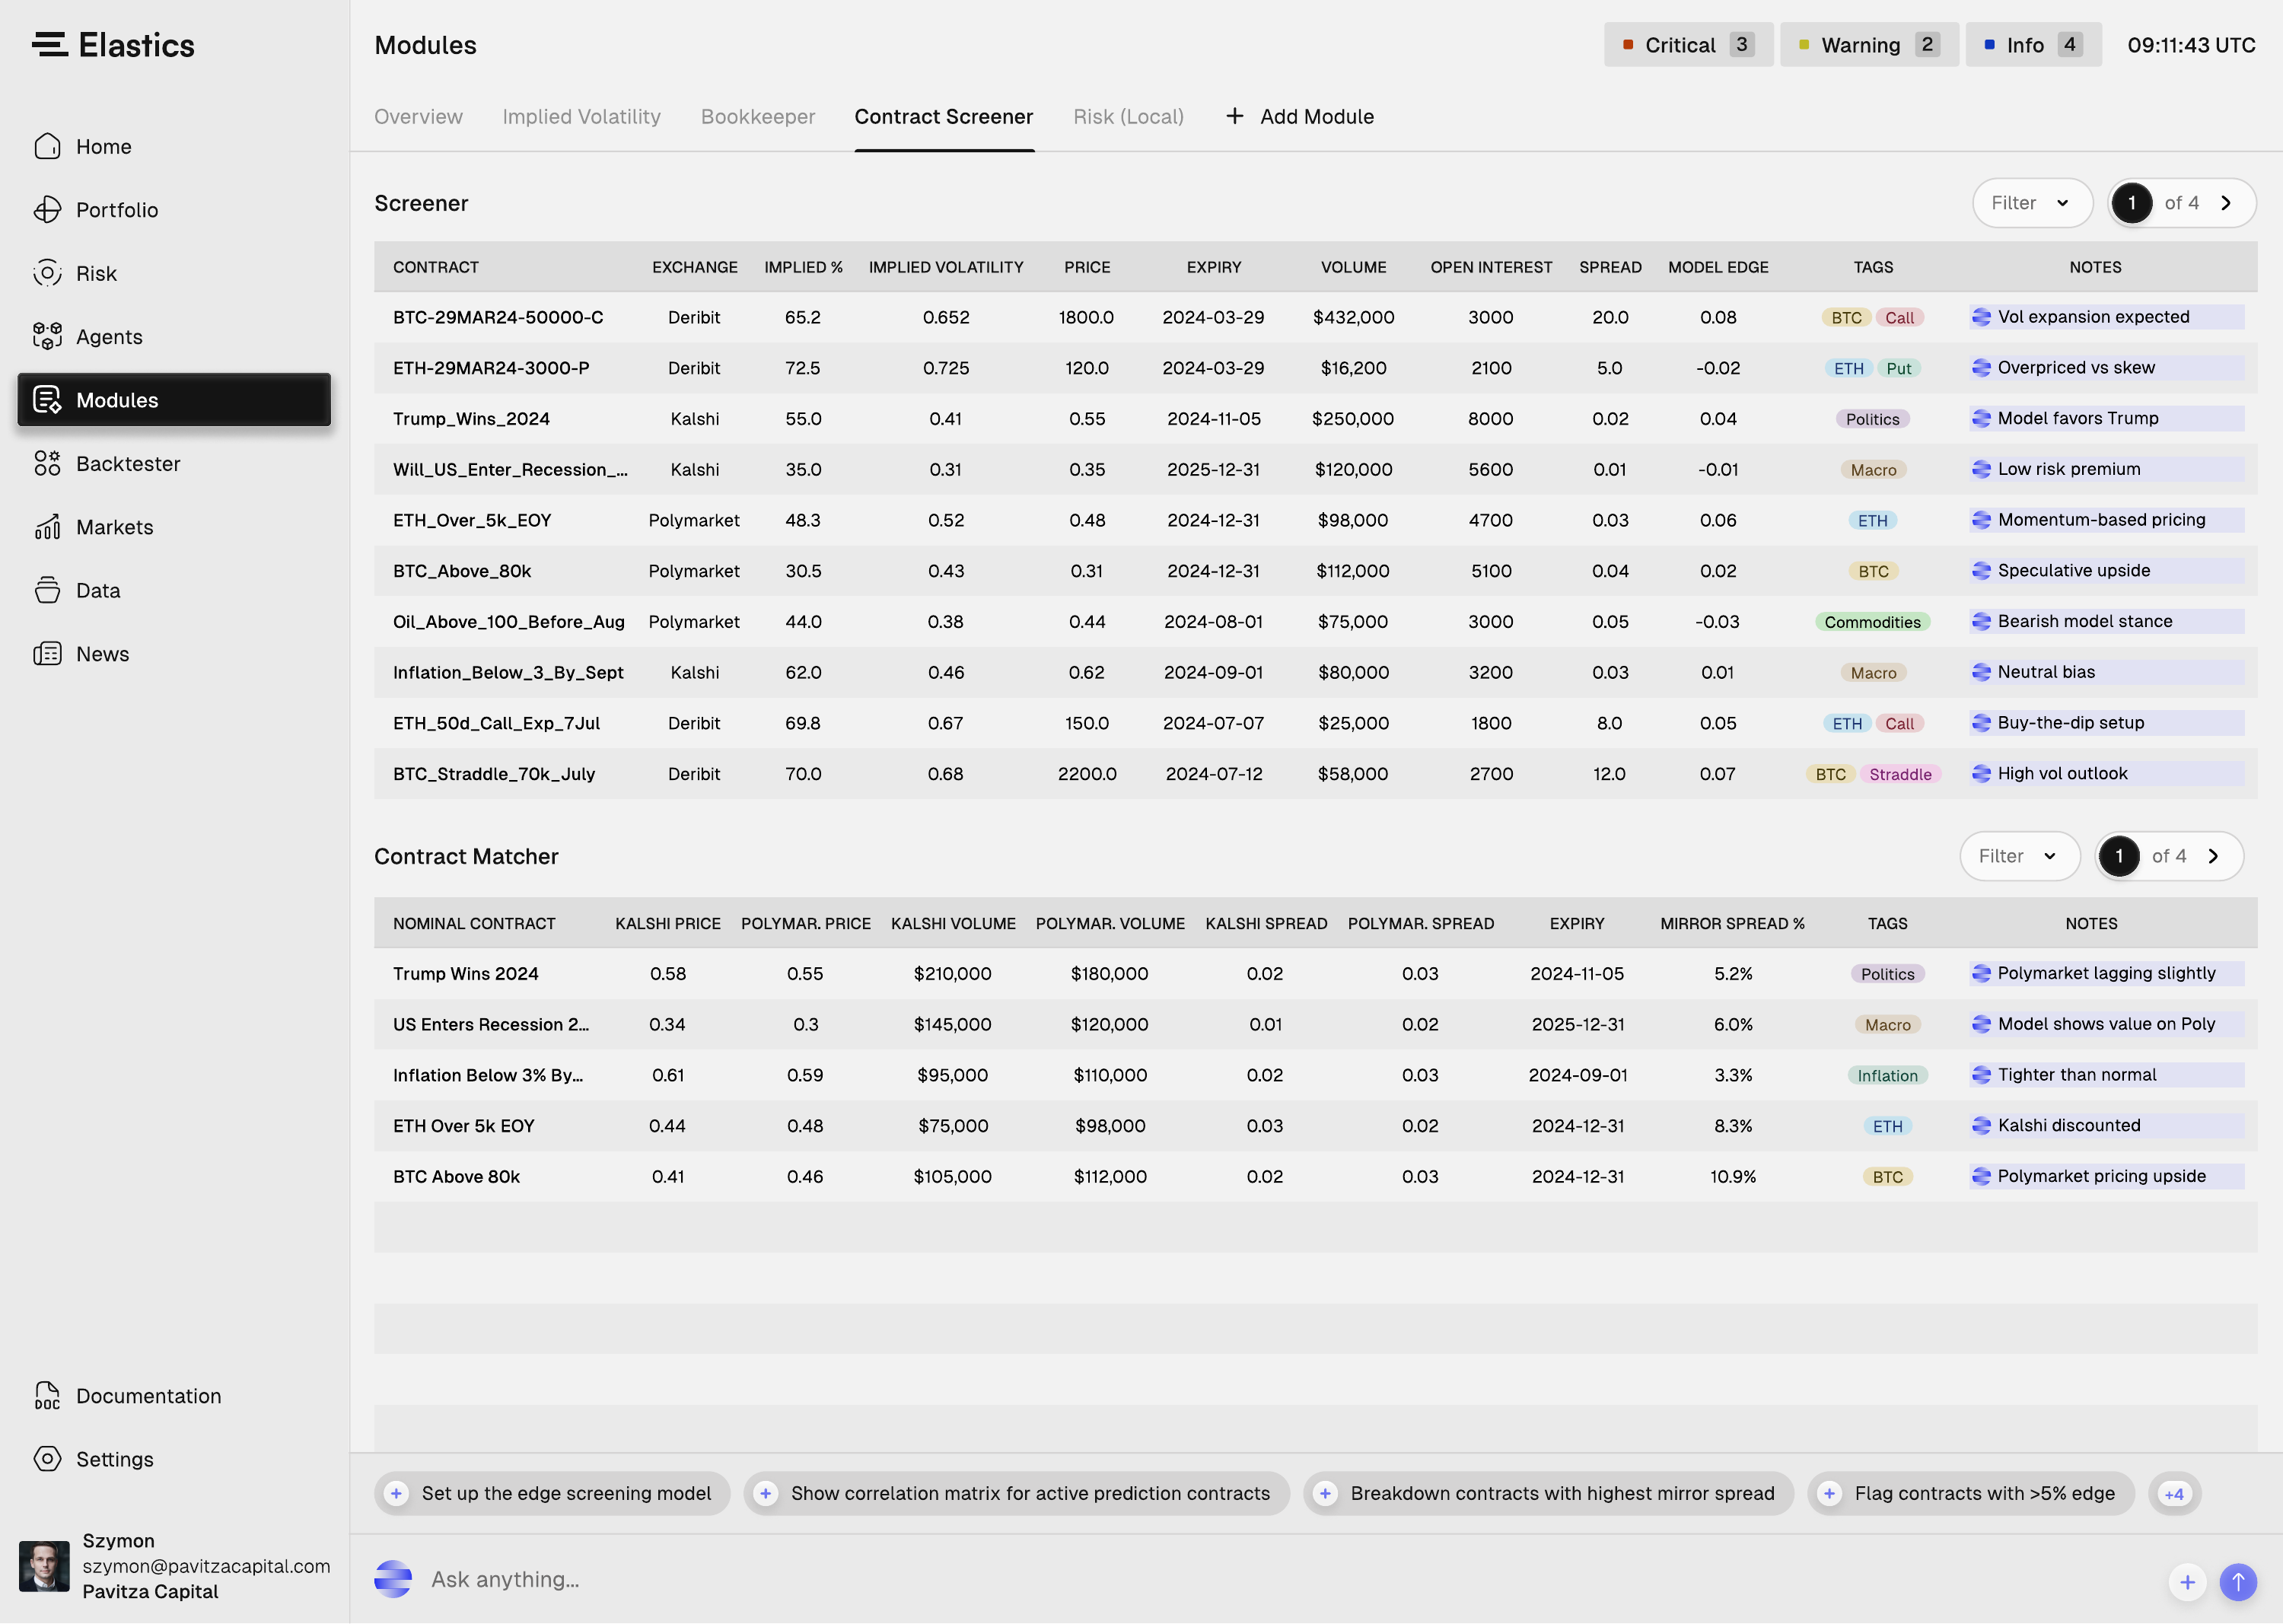 Elastics
Home
Portfolio
Risk
Agents
Modules
Backtester
Markets
Data
News
DOC Documentation
Settings
Szymon
szymon@pavitzacapital.com
Pavitza Capital
Modules
Critical 3 Warning 2 Info 4 09:11:43 UTC
Overview Implied Volatility Bookkeeper Contract Screener Risk (Local) + Add Module
Screener
Filter 1 of 4
CONTRACT EXCHANGE IMPLIED % IMPLIED VOLATILITY PRICE EXPIRY VOLUME OPEN INTEREST SPREAD MODEL EDGE TAGS NOTES
BTC-29MAR24-50000-C Deribit 65.2 0.652 1800.0 2024-03-29 $432,000 3000 20.0 0.08 BTC Call Vol expansion expected
ETH-29MAR24-3000-P Deribit 72.5 0.725 120.0 2024-03-29 $16,200 2100 5.0 -0.02 ETH Put Overpriced vs skew
Trump_Wins_2024 Kalshi 55.0 0.41 0.55 2024-11-05 $250,000 8000 0.02 0.04 Politics Model favors Trump
Will_US_Enter_Recession_... Kalshi 35.0 0.31 0.35 2025-12-31 $120,000 5600 0.01 -0.01 Macro Low risk premium
ETH_Over_5k_EOY Polymarket 48.3 0.52 0.48 2024-12-31 $98,000 4700 0.03 0.06 ETH Momentum-based pricing
BTC_Above_80k Polymarket 30.5 0.43 0.31 2024-12-31 $112,000 5100 0.04 0.02 BTC Speculative upside
Oil_Above_100_Before_Aug Polymarket 44.0 0.38 0.44 2024-08-01 $75,000 3000 0.05 -0.03 Commodities Bearish model stance
Inflation_Below_3_By_Sept Kalshi 62.0 0.46 0.62 2024-09-01 $80,000 3200 0.03 0.01 Macro Neutral bias
ETH_50d_Call_Exp_7Jul Deribit 69.8 0.67 150.0 2024-07-07 $25,000 1800 8.0 0.05 ETH Call Buy-the-dip setup
BTC_Straddle_70k_July Deribit 70.0 0.68 2200.0 2024-07-12 $58,000 2700 12.0 0.07 BTC Straddle High vol outlook
Contract Matcher
Filter 1 of 4
NOMINAL CONTRACT KALSHI PRICE POLYMAR. PRICE KALSHI VOLUME POLYMAR. VOLUME KALSHI SPREAD POLYMAR. SPREAD EXPIRY MIRROR SPREAD % TAGS NOTES
Trump Wins 2024 0.58 0.55 $210,000 $180,000 0.02 0.03 2024-11-05 5.2% Politics Polymarket lagging slightly
US Enters Recession 2... 0.34 0.3 $145,000 $120,000 0.01 0.02 2025-12-31 6.0% Macro Model shows value on Poly
Inflation Below 3% By... 0.61 0.59 $95,000 $110,000 0.02 0.03 2024-09-01 3.3% Inflation Tighter than normal
ETH Over 5k EOY 0.44 0.48 $75,000 $98,000 0.03 0.02 2024-12-31 8.3% ETH Kalshi discounted
BTC Above 80k 0.41 0.46 $105,000 $112,000 0.02 0.03 2024-12-31 10.9% BTC Polymarket pricing upside
+ Set up the edge screening model + Show correlation matrix for active prediction contracts + Breakdown contracts with highest mirror spread + Flag contracts with >5% edge +4
Ask anything...